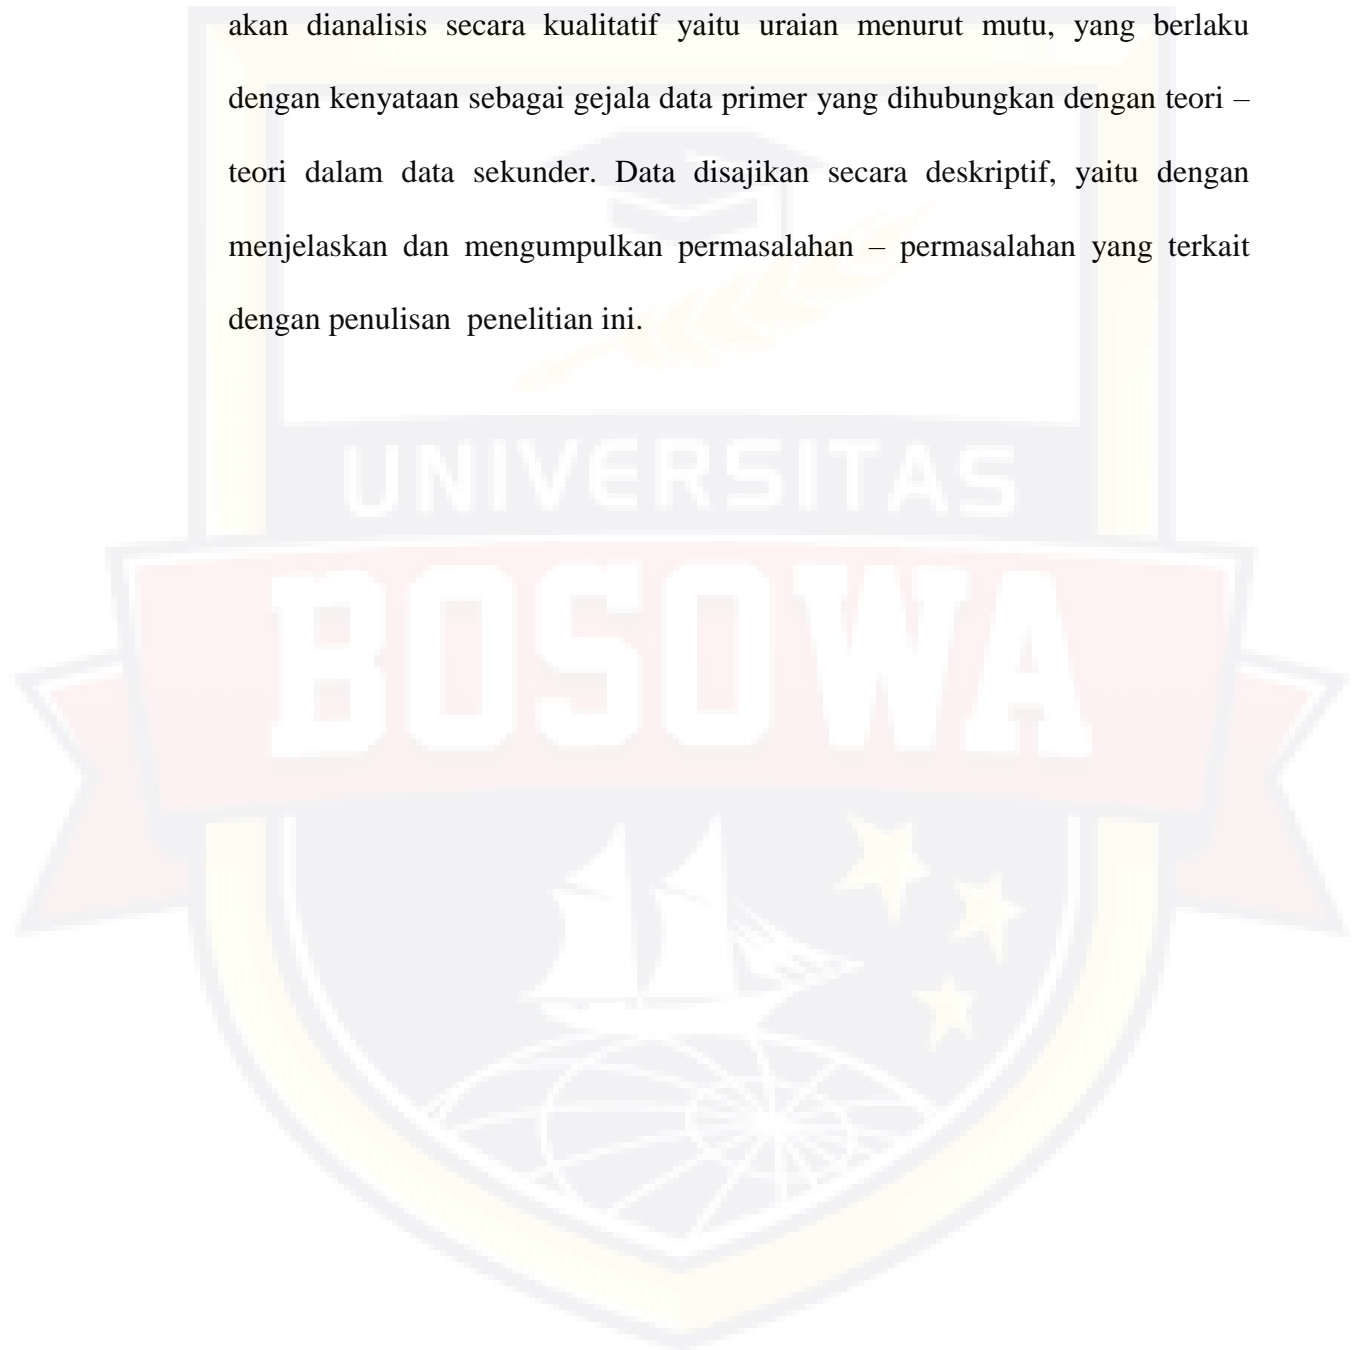 akan dianalisis secara kualitatif yaitu uraian menurut mutu, yang berlaku
dengan kenyataan sebagai gejala data primer yang dihubungkan dengan teori –
teori dalam data sekunder. Data disajikan secara deskriptif, yaitu dengan
menjelaskan dan mengumpulkan permasalahan – permasalahan yang terkait
dengan penulisan  penelitian ini.
UNIVERSITAS
BOSOWA